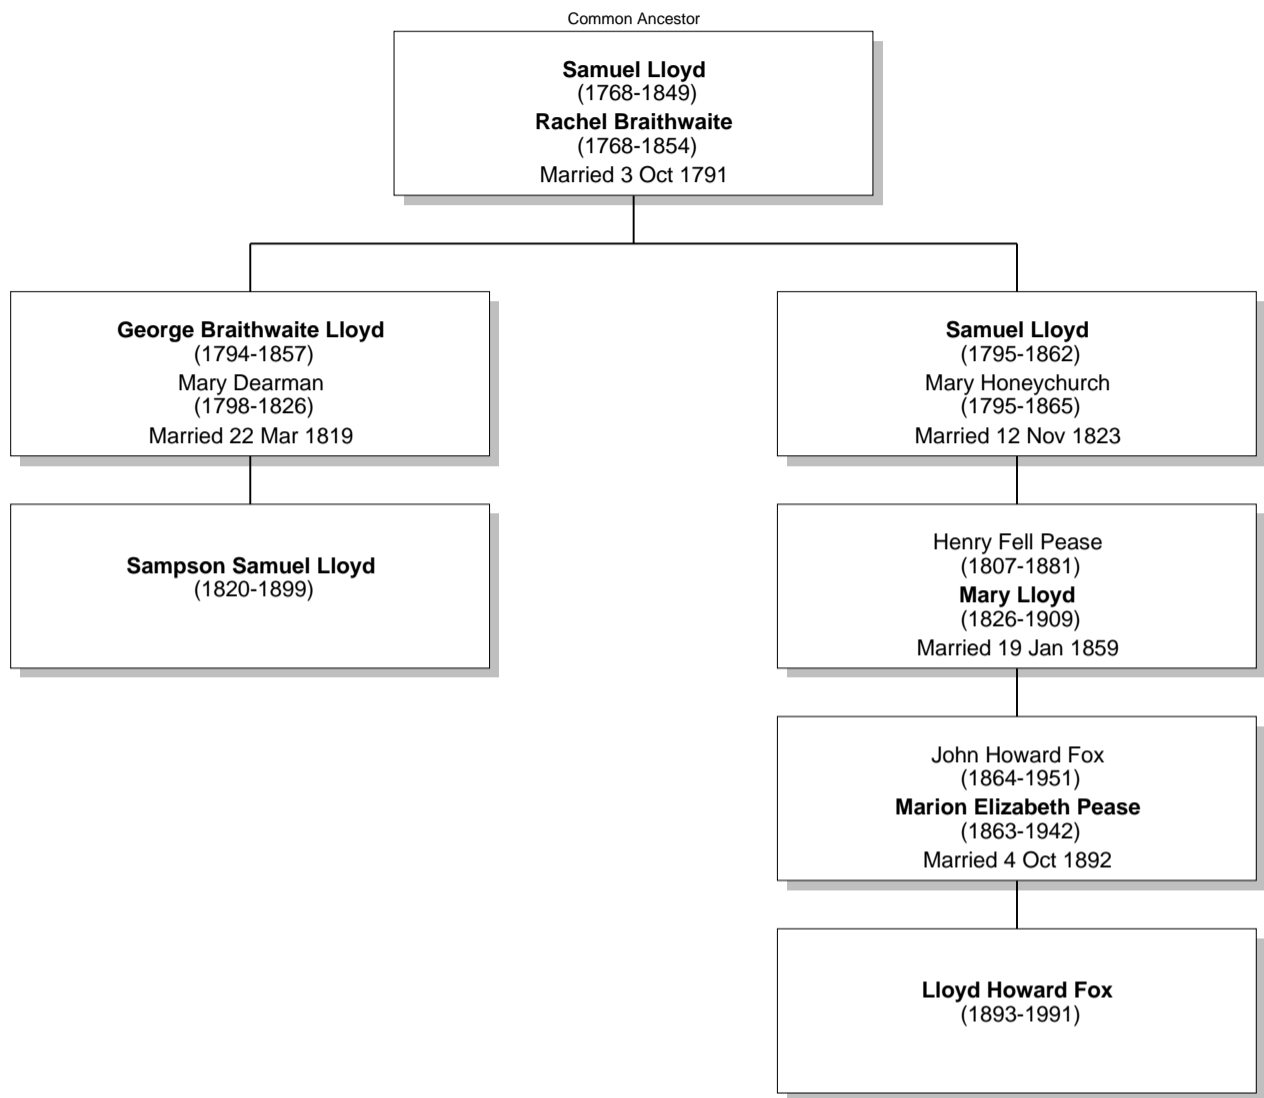 Common Ancestor
Samuel Lloyd
(1768-1849)
Rachel Braithwaite
(1768-1854)
Married 3 Oct 1791
George Braithwaite Lloyd
(1794-1857)
Mary Dearman
(1798-1826)
Married 22 Mar 1819
Samuel Lloyd
(1795-1862)
Mary Honeychurch
(1795-1865)
Married 12 Nov 1823
Sampson Samuel Lloyd
(1820-1899)
Henry Fell Pease
(1807-1881)
Mary Lloyd
(1826-1909)
Married 19 Jan 1859
John Howard Fox
(1864-1951)
Marion Elizabeth Pease
(1863-1942)
Married 4 Oct 1892
Lloyd Howard Fox
(1893-1991)